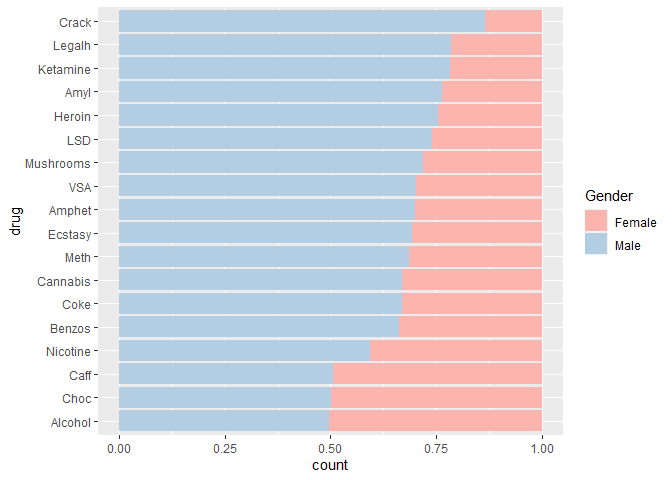 Crack
Legalh
Ketamine
Amyl
Heroin
LSD
Mushrooms
VSA
Amphet
Ecstasy
Meth
Cannabis
Coke
Benzos
Nicotine
Caff
Choc
Alcohol
drug
0.00 0.25 0.50 0.75 1.00
count
Gender
Female
Male